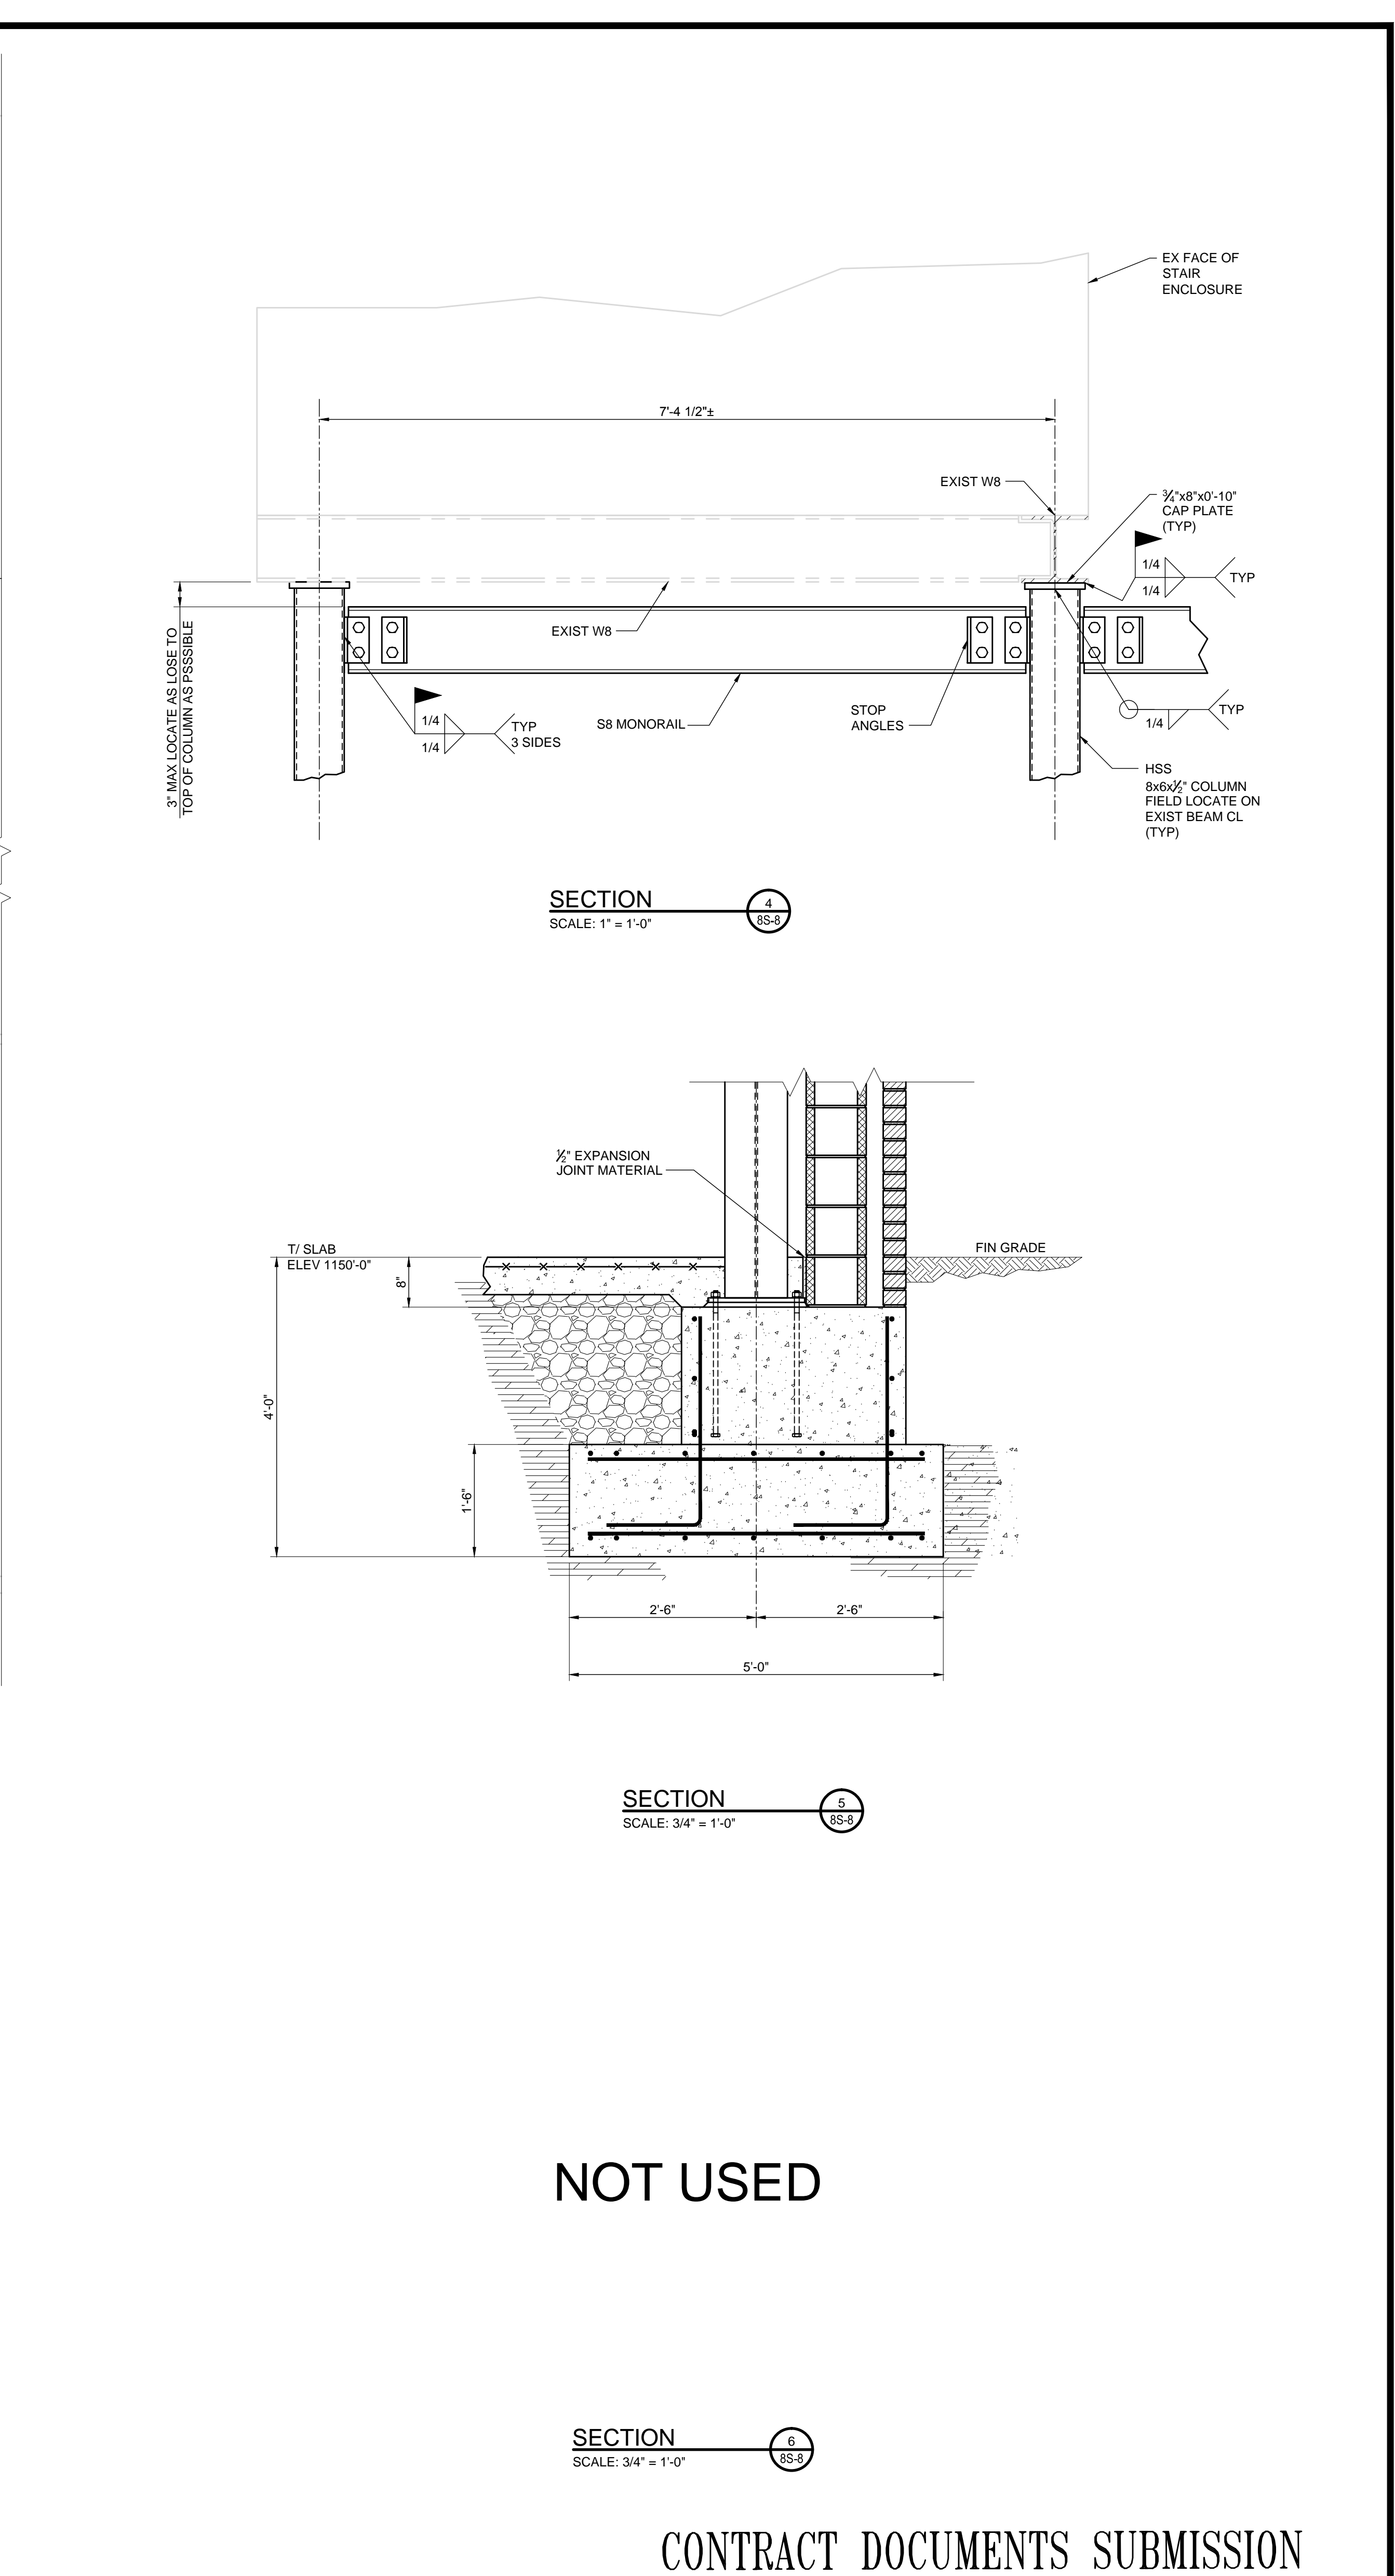 EX FACE OF
STAIR
ENCLOSURE
7'-4 1/2"±
EXIST W8
¾"x8"x0'-10"
CAP PLATE
(TYP)
1/4
1/4
TYP
3" MAX LOCATE AS LOSE TO
TOP OF COLUMN AS PSSSIBLE
EXIST W8
1/4
1/4
TYP
3 SIDES
S8 MONORAIL
STOP
ANGLES
1/4
TYP
HSS
8x6x½" COLUMN
FIELD LOCATE ON
EXIST BEAM CL
(TYP)
SECTION
SCALE: 1" = 1'-0"
4
8S-8
½" EXPANSION
JOINT MATERIAL
T/ SLAB
ELEV 1150'-0"
FIN GRADE
8"
4'-0"
1'-6"
2'-6"
2'-6"
5'-0"
SECTION
SCALE: 3/4" = 1'-0"
5
8S-8
NOT USED
SECTION
SCALE: 3/4" = 1'-0"
6
8S-8
CONTRACT DOCUMENTS SUBMISSION